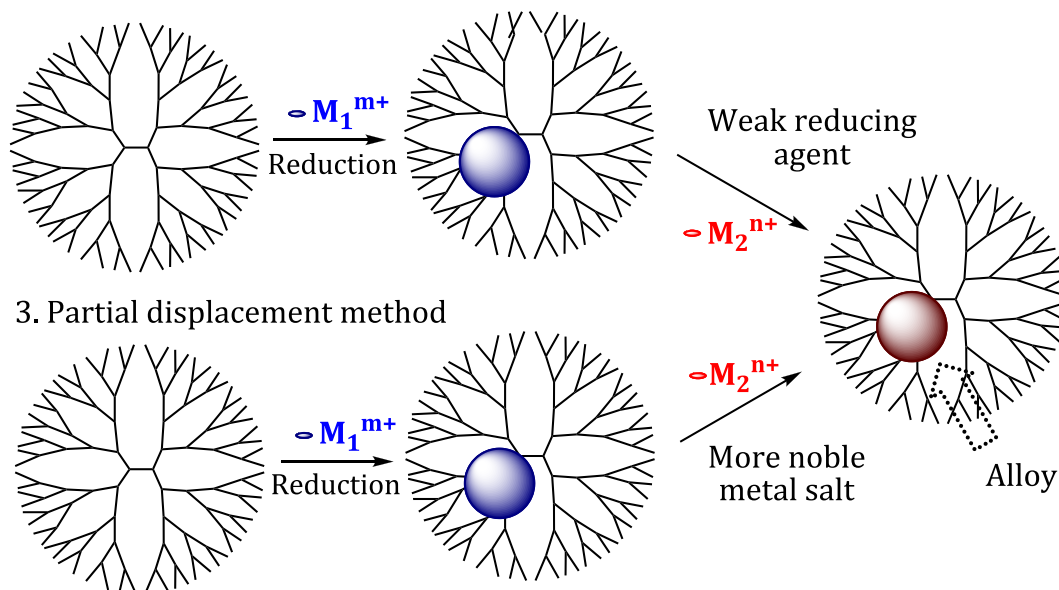 M₁ᵐ⁺
Reduction
Weak reducing
agent
M₂ⁿ⁺
3. Partial displacement method
M₁ᵐ⁺
Reduction
M₂ⁿ⁺
More noble
metal salt
Alloy